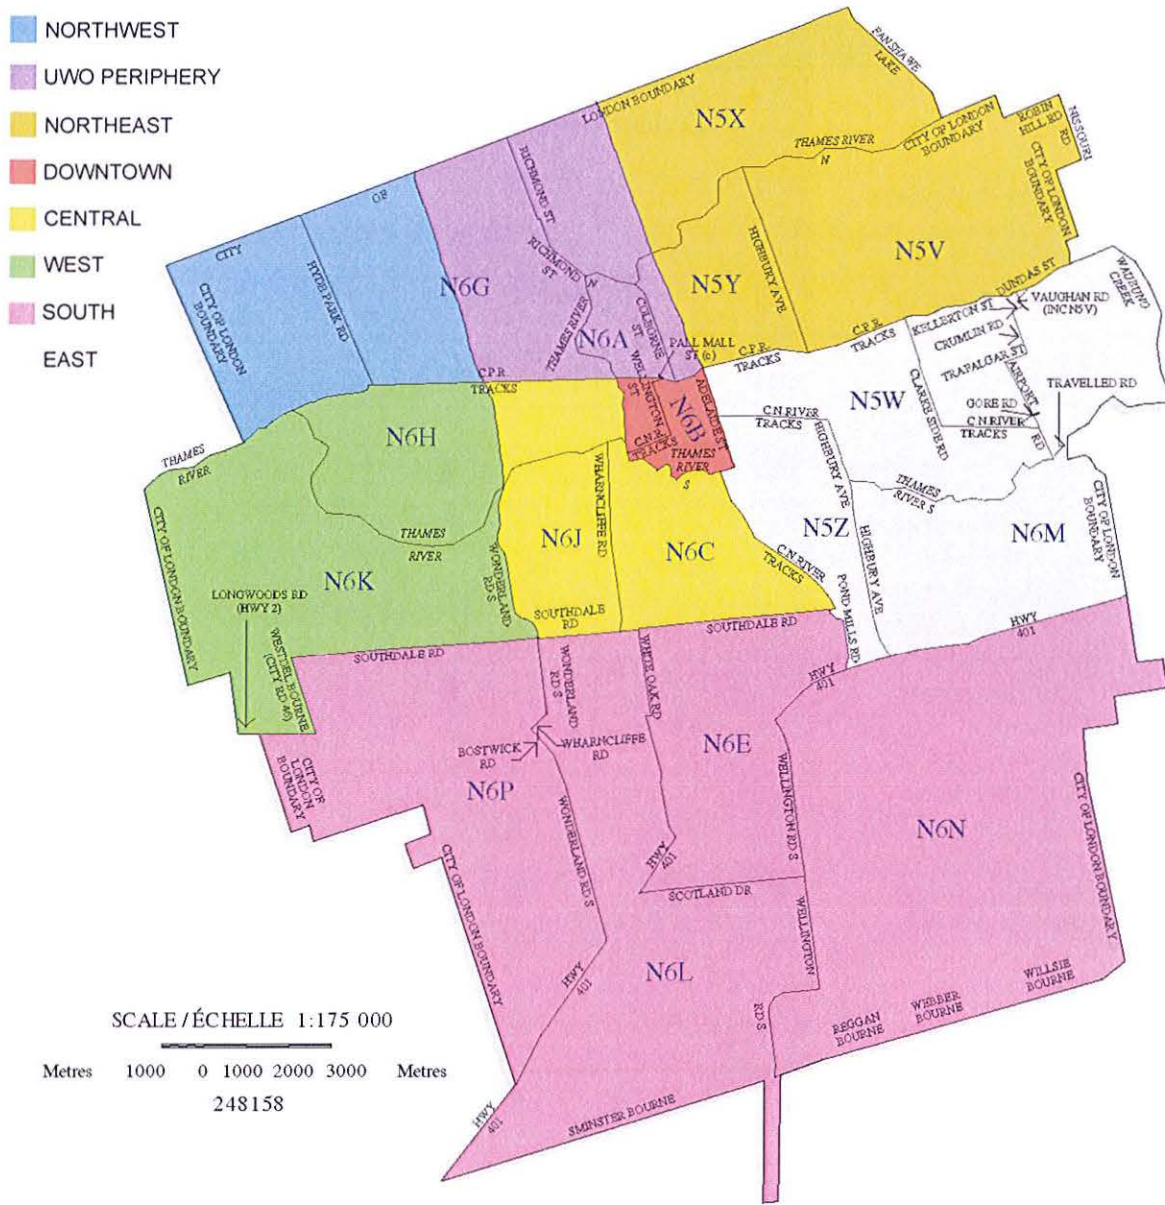 NORTHWEST
UWO PERIPHERY
NORTHEAST
DOWNTOWN
CENTRAL
WEST
SOUTH
EAST
FANSHAWE
LAKE
LONDON BOUNDARY
N5X
THAMES RIVER
N
CITY OF LONDON
BOUNDARY
ROBIN
HILL RD
NISSOURI
RD
CITY OF LONDON
BOUNDARY
CITY
OF
RICHMOND ST
HYDE PARK RD
CITY OF LONDON
BOUNDARY
N6G
RICHMOND
ST
N
THAMES RIVER
COLBORNE
ST
N6A
N5Y
HIGHBURY AVE
N5V
DUNDAS ST
WAUBUNO
CREEK
KELLERTON ST
VAUGHAN RD
(INC N5V)
CRUMLIN RD
TRAFALGAR ST
AIRPORT
RD
TRAVELLED RD
GORE RD
C.N RIVER
TRACKS
CLARKE SIDE RD
C.P.R.
TRACKS
C.P.R.
TRACKS
C.P.R.
TRACKS
PALL MALL
ST (c)
WELLINGTON
ST
N6B
ADELAIDE ST
C.N.R.
TRACKS
THAMES
RIVER
S
C.N RIVER
TRACKS
N5W
HIGHBURY AVE
THAMES
RIVER S
N6H
THAMES
RIVER
WHARNCLIFFE RD
N6J
N6C
N5Z
HIGHBURY AVE
N6M
CITY OF LONDON
BOUNDARY
CITY OF LONDON BOUNDARY
THAMES
RIVER
WONDERLAND
RD S
C.N RIVER
TRACKS
POND MILLS RD
N6K
LONGWOODS RD
(HWY 2)
WESTDEL BOURNE
(CITY RD 46)
SOUTHDALE
RD
SOUTHDALE RD
SOUTHDALE RD
HWY
401
WONDERLAND
RD S
WHITE OAK RD
HWY
401
BOSTWICK
RD
WHARNCLIFFE
RD
N6E
WELLINGTON RD S
N6P
CITY OF
LONDON
BOUNDARY
WONDERLAND RD S
N6N
CITY OF LONDON BOUNDARY
CITY OF LONDON BOUNDARY
HWY
401
SCOTLAND DR
WELLINGTON
RD S
HWY
401
N6L
WILLSIE
BOURNE
WEBBER
BOURNE
REGGAN
BOURNE
SCALE / ÉCHELLE 1:175 000
Metres 1000 0 1000 2000 3000 Metres
248158
HWY
401
SMINSTER BOURNE